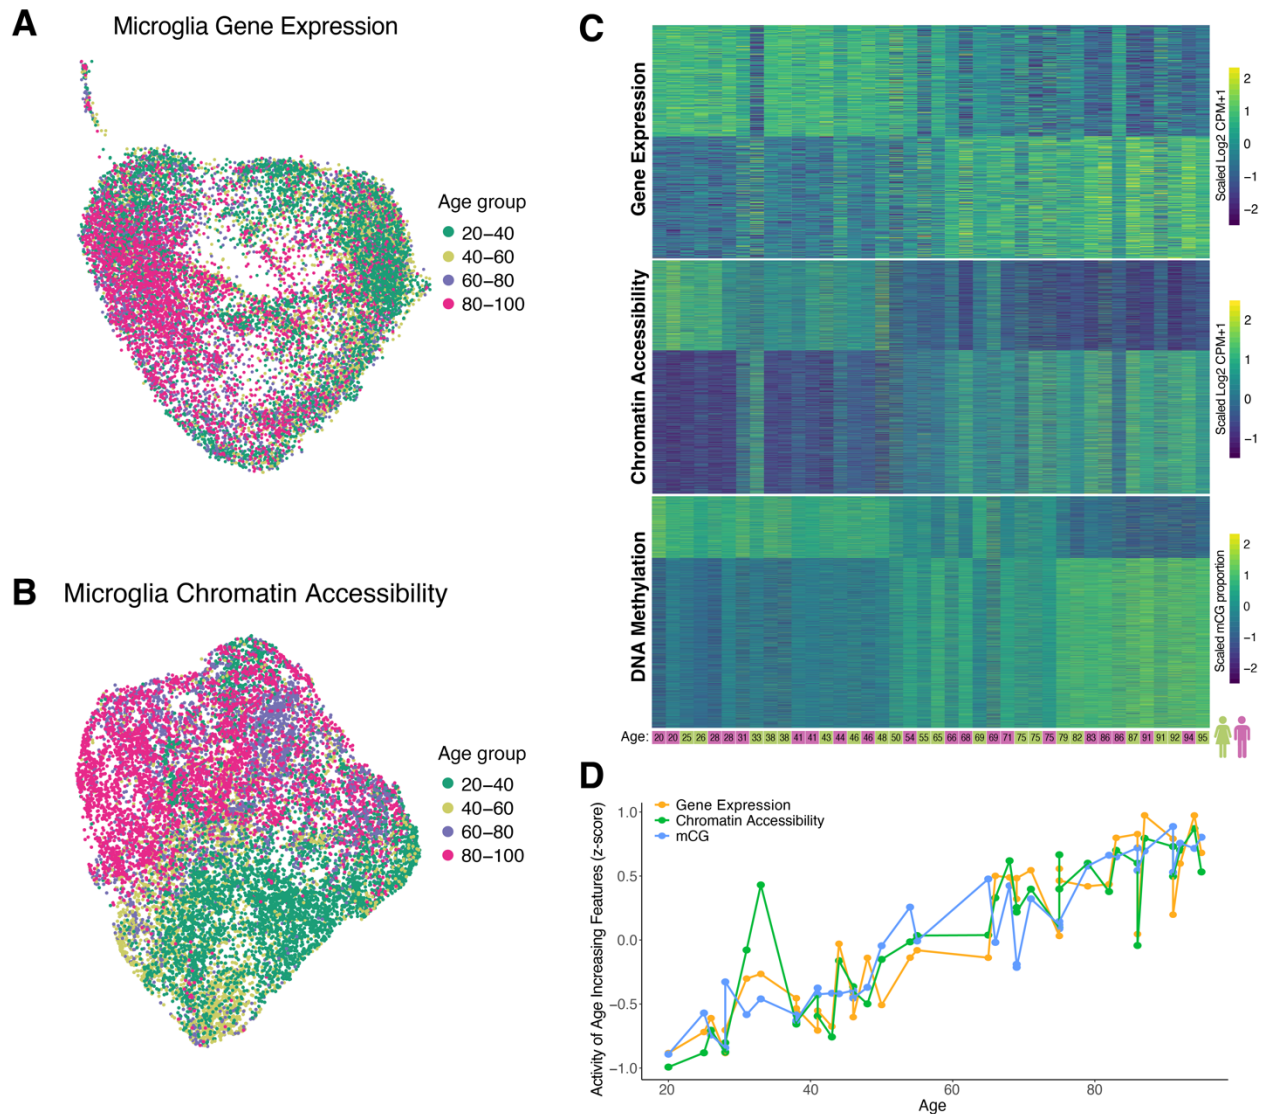 A
Microglia Gene Expression
Age group
20–40
40–60
60–80
80–100
B
Microglia Chromatin Accessibility
Age group
20–40
40–60
60–80
80–100
C
Gene Expression
Scaled Log2 CPM+1
2
1
0
−1
−2
Chromatin Accessibility
Scaled Log2 CPM+1
2
1
0
−1
DNA Methylation
Scaled mCG proportion
2
1
0
−1
−2
Age: 20 20 25 26 28 28 31 33 38 38 41 41 43 44 46 46 48 50 54 55 65 66 68 69 69 71 75 75 75 79 82 83 86 86 87 91 91 92 94 95
D
Gene Expression
Chromatin Accessibility
mCG
Activity of Age Increasing Features (z-score)
1.0
0.5
0.0
−0.5
−1.0
20 40 60 80
Age